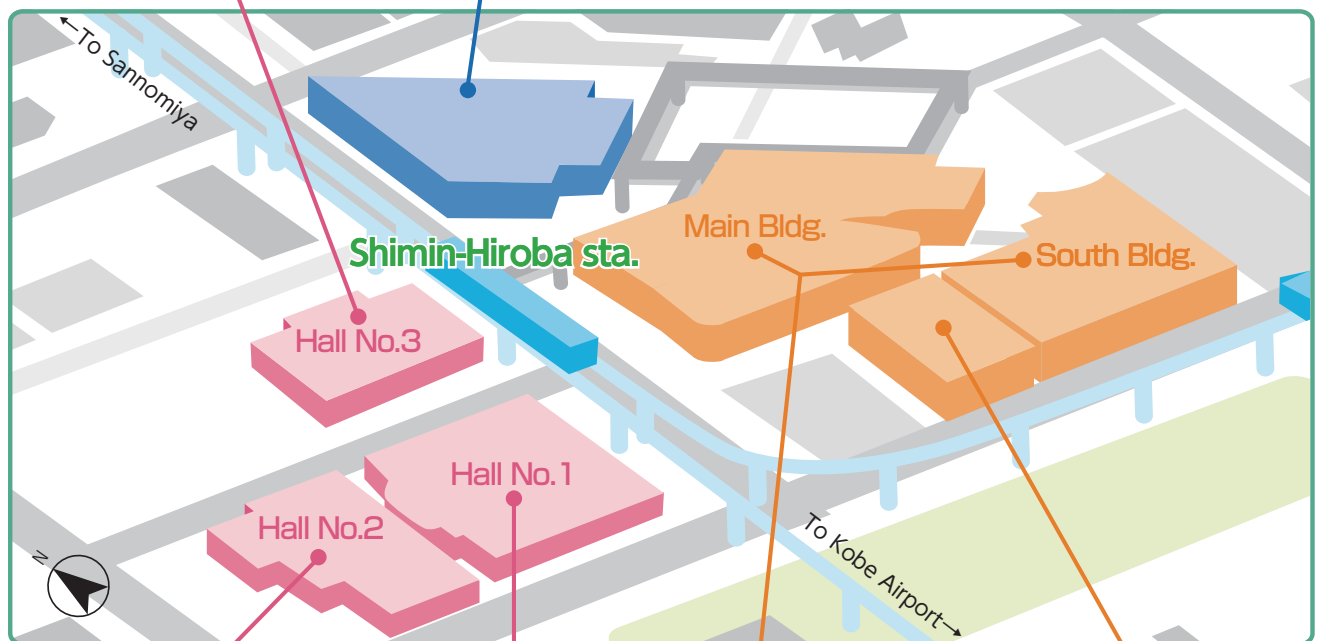 ←To Sannomiya
Shimin-Hiroba sta.
Main Bldg.
South Bldg.
Hall No.3
Hall No.1
Hall No.2
To Kobe Airport→
N